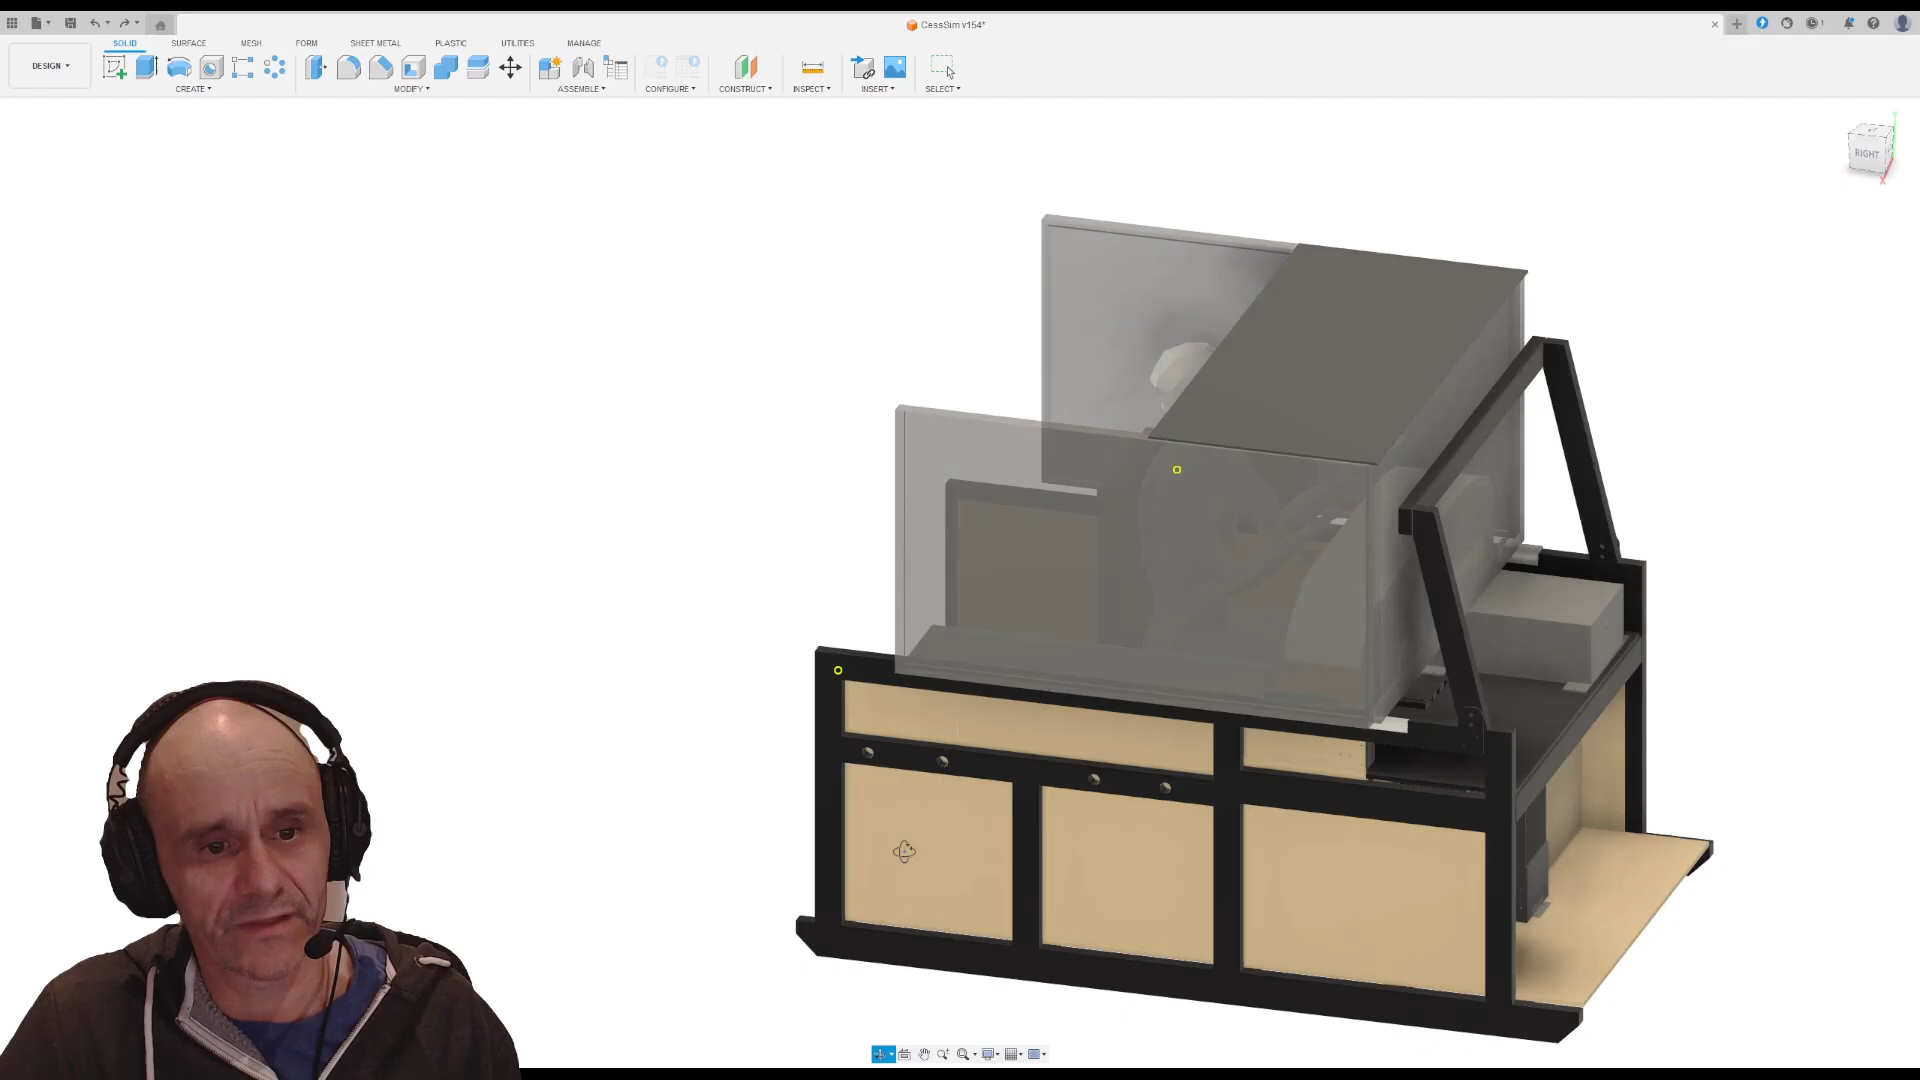 CessSim v154*
1
SOLID SURFACE MESH FORM SHEET METAL PLASTIC UTILITIES MANAGE
DESIGN
CREATE MODIFY ASSEMBLE CONFIGURE CONSTRUCT INSPECT INSERT SELECT
Y
RIGHT
X